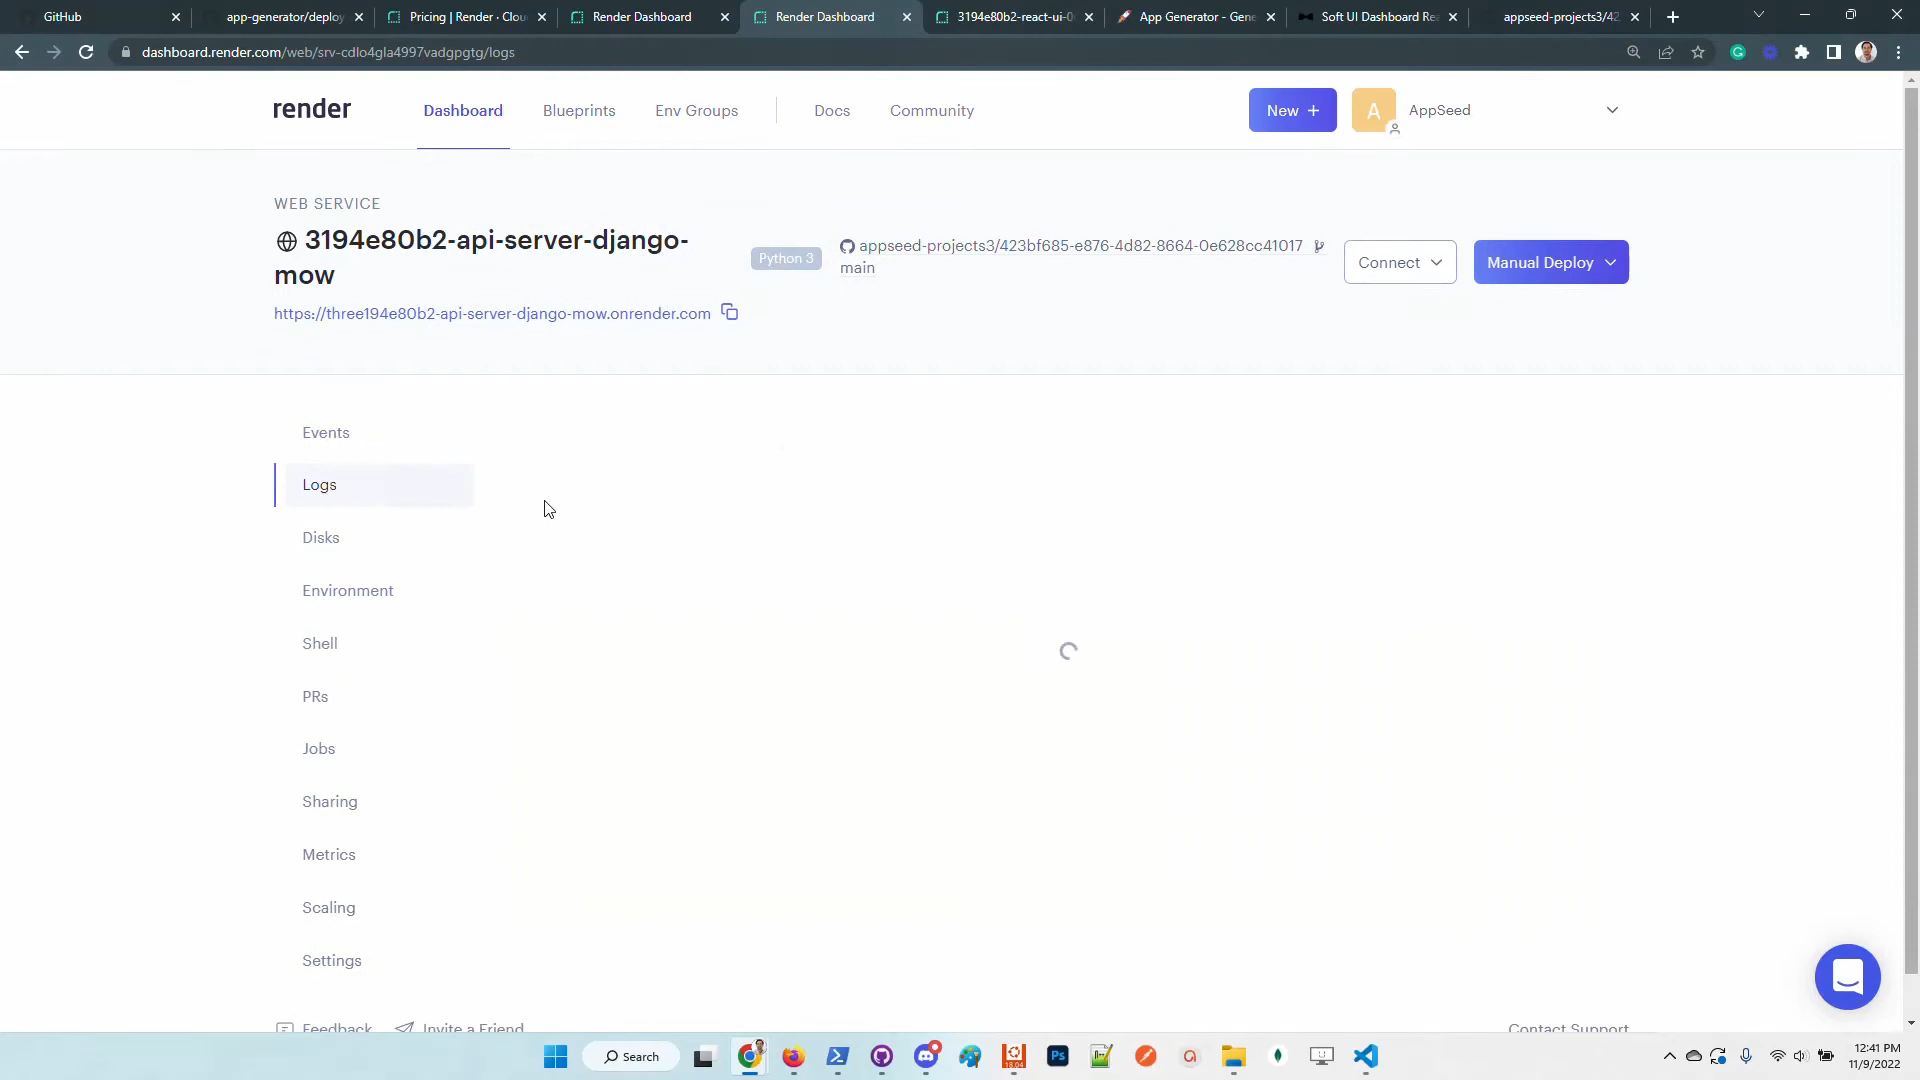 GitHub
app-generator/deploy
Pricing | Render · Clou
Render Dashboard
Render Dashboard
3194e80b2-react-ui-0
App Generator - Gene
Soft UI Dashboard Rea
appseed-projects3/42
dashboard.render.com/web/srv-cdlo4gla4997vadgpgtg/logs
render
Dashboard
Blueprints
Env Groups
Docs
Community
New +
A
AppSeed
WEB SERVICE
3194e80b2-api-server-django-
mow
Python 3
appseed-projects3/423bf685-e876-4d82-8664-0e628cc41017
main
Connect
Manual Deploy
https://three194e80b2-api-server-django-mow.onrender.com
Events
Logs
Disks
Environment
Shell
PRs
Jobs
Sharing
Metrics
Scaling
Settings
Feedback
Invite a Friend
Contact Support
Search
18.04
Ps
12:41 PM
11/9/2022